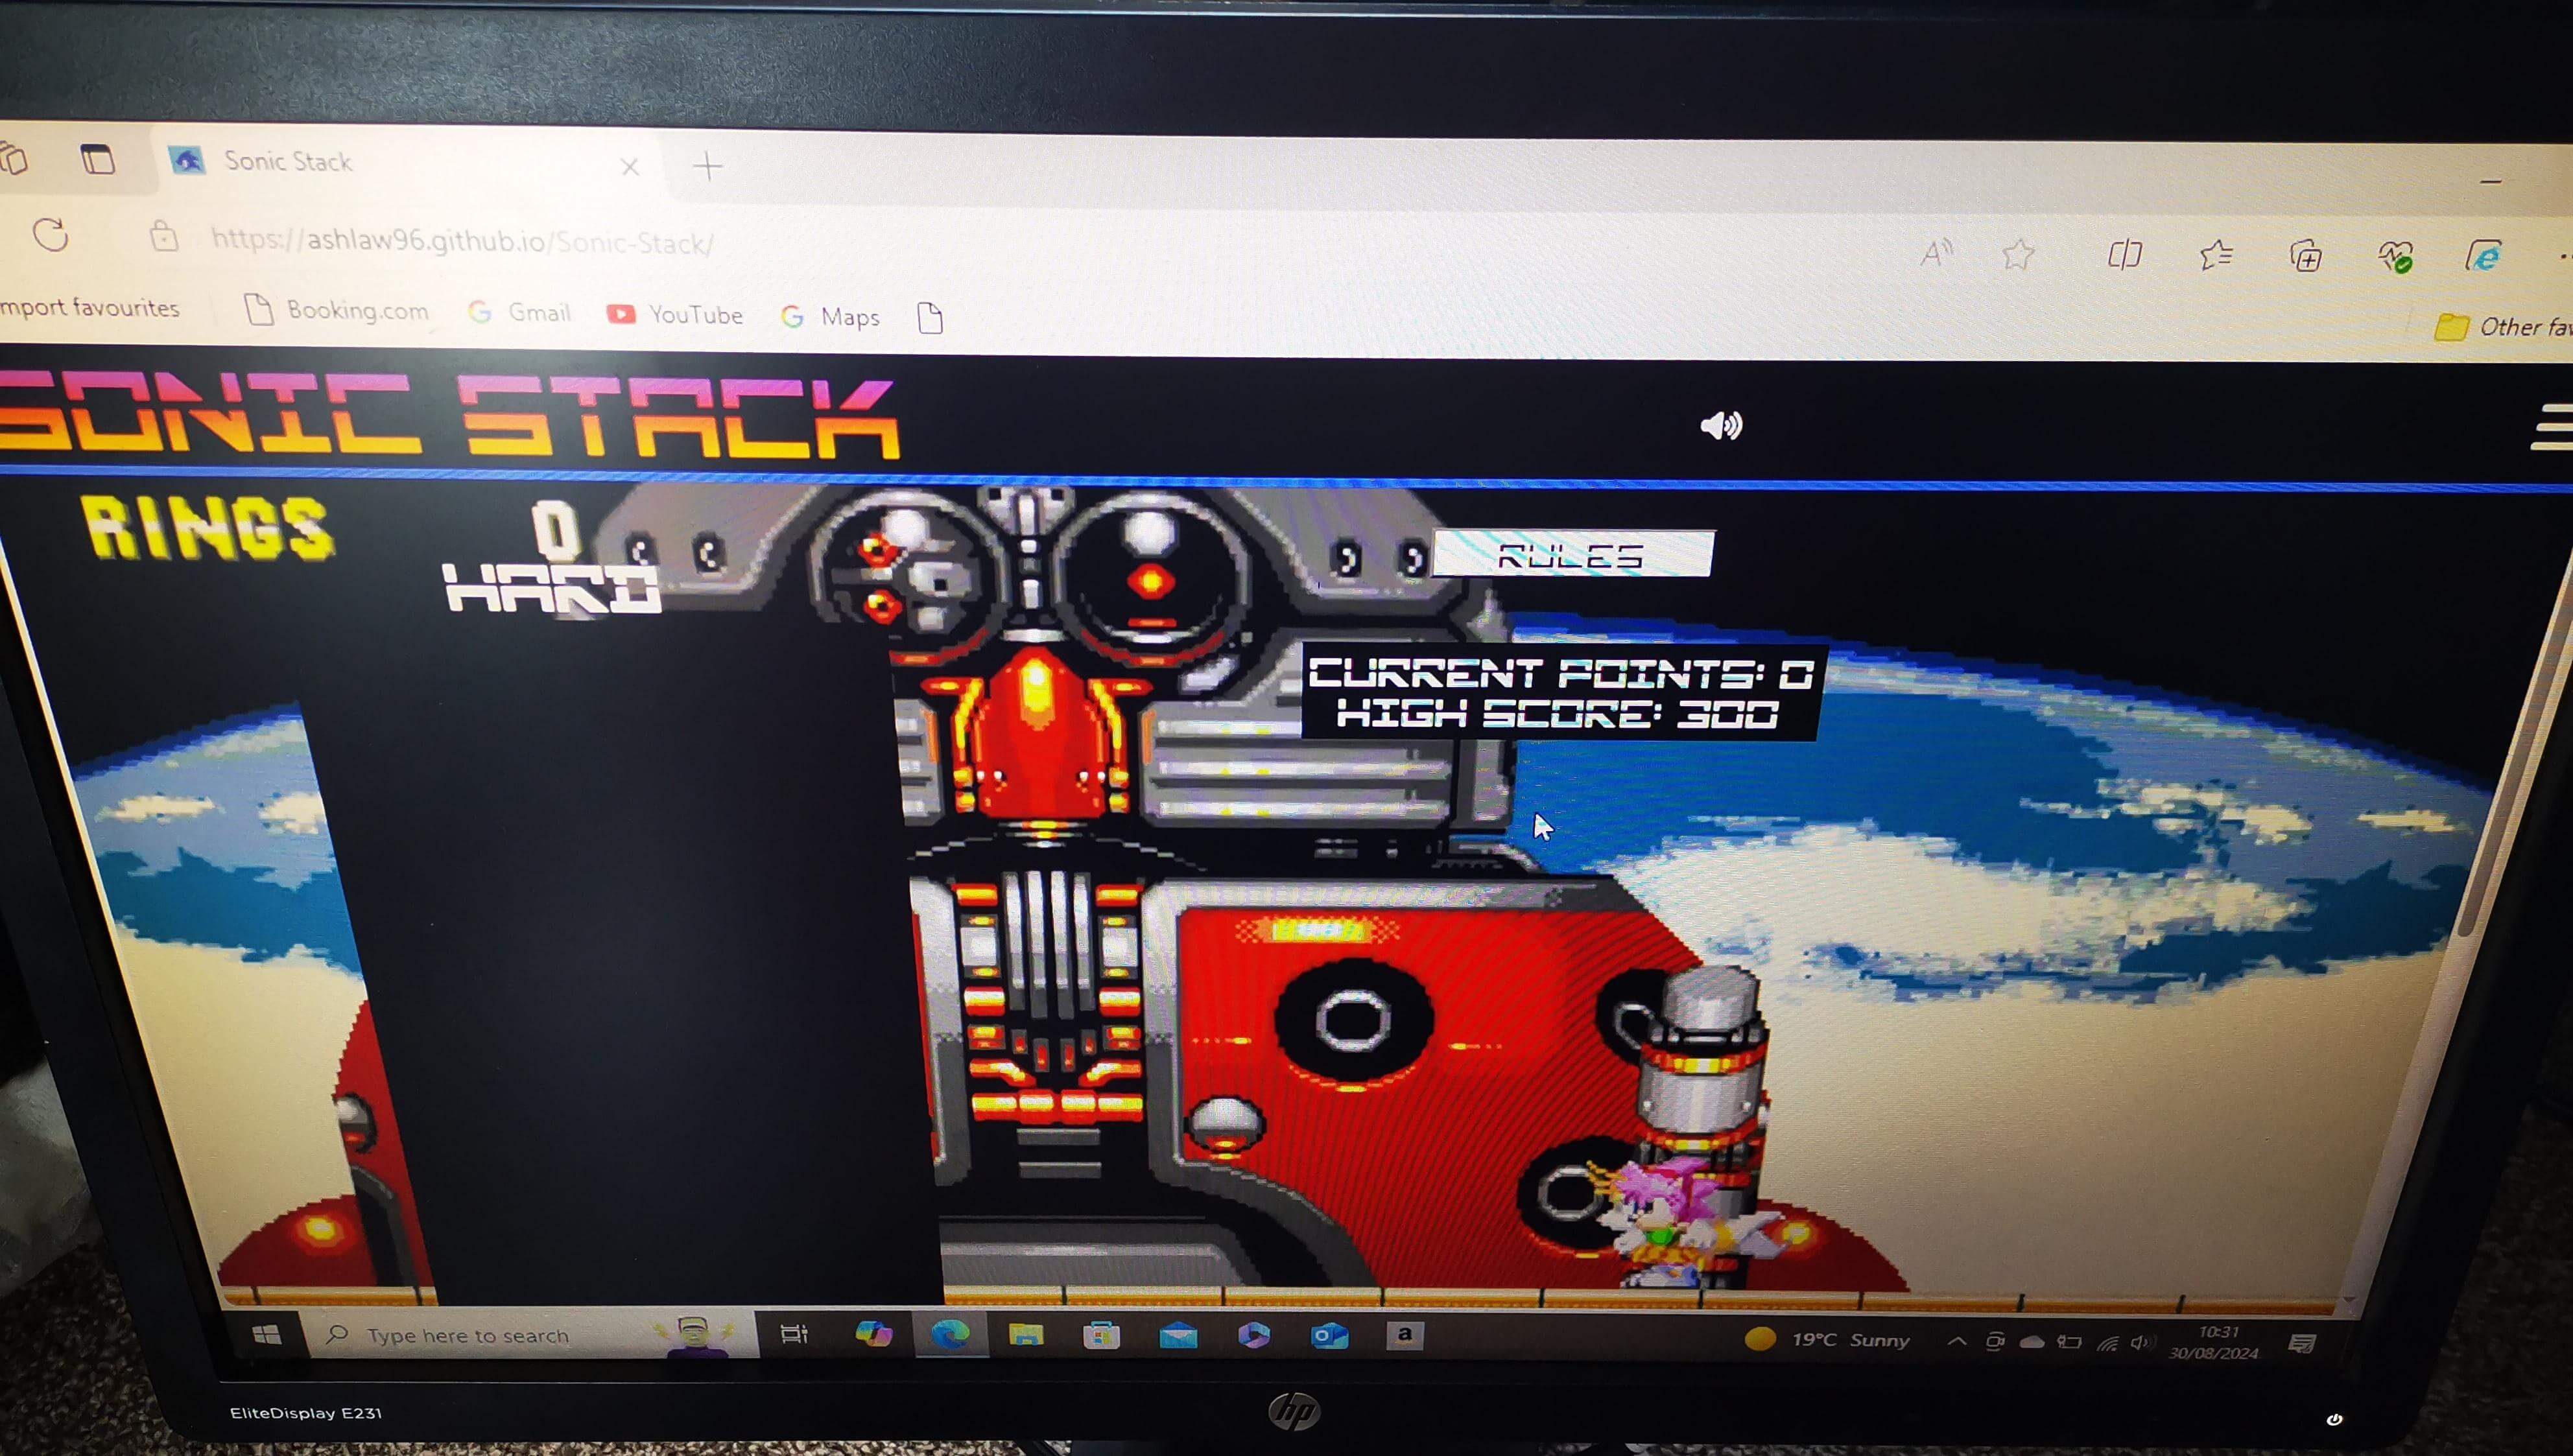 Sonic Stack
https://ashlaw96.github.io/Sonic-Stack/
mport favourites Booking.com Gmail YouTube Maps Other fav
SONIC STACK
RINGS 0
HARD
RULES
CURRENT POINTS: 0
HIGH SCORE: 300
Type here to search
a
19°C Sunny
10:31
30/08/2024
EliteDisplay E231
hp